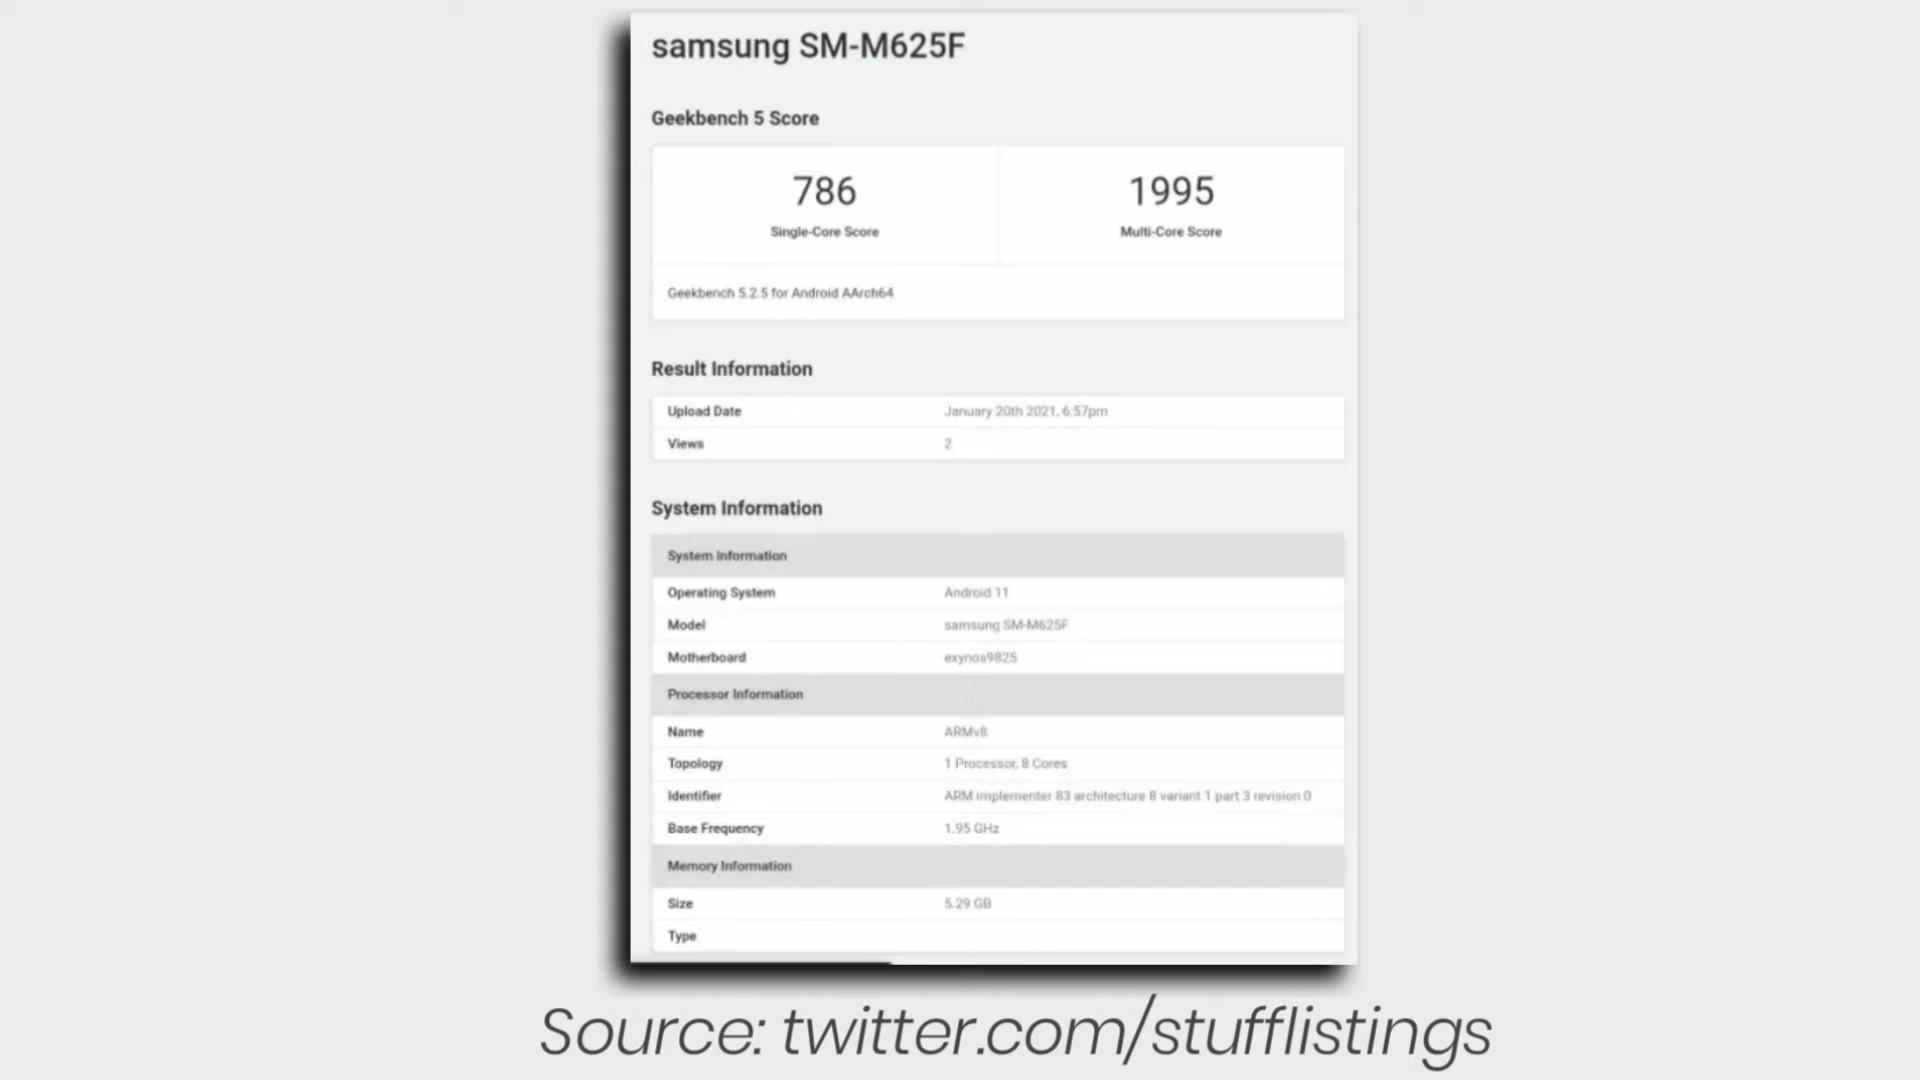 samsung SM-M625F
Geekbench 5 Score
786 1995
Single-Core Score Multi-Core Score
Geekbench 5.2.5 for Android AArch64
Result Information
Upload Date January 20th 2021, 6:57pm
Views 2
System Information
System Information
Operating System Android 11
Model samsung SM-M625F
Motherboard exynos9825
Processor Information
Name ARMv8
Topology 1 Processor, 8 Cores
Identifier ARM implementer 83 architecture 8 variant 1 part 3 revision 0
Base Frequency 1.95 GHz
Memory Information
Size 5.29 GB
Type
Source: twitter.com/stufflistings